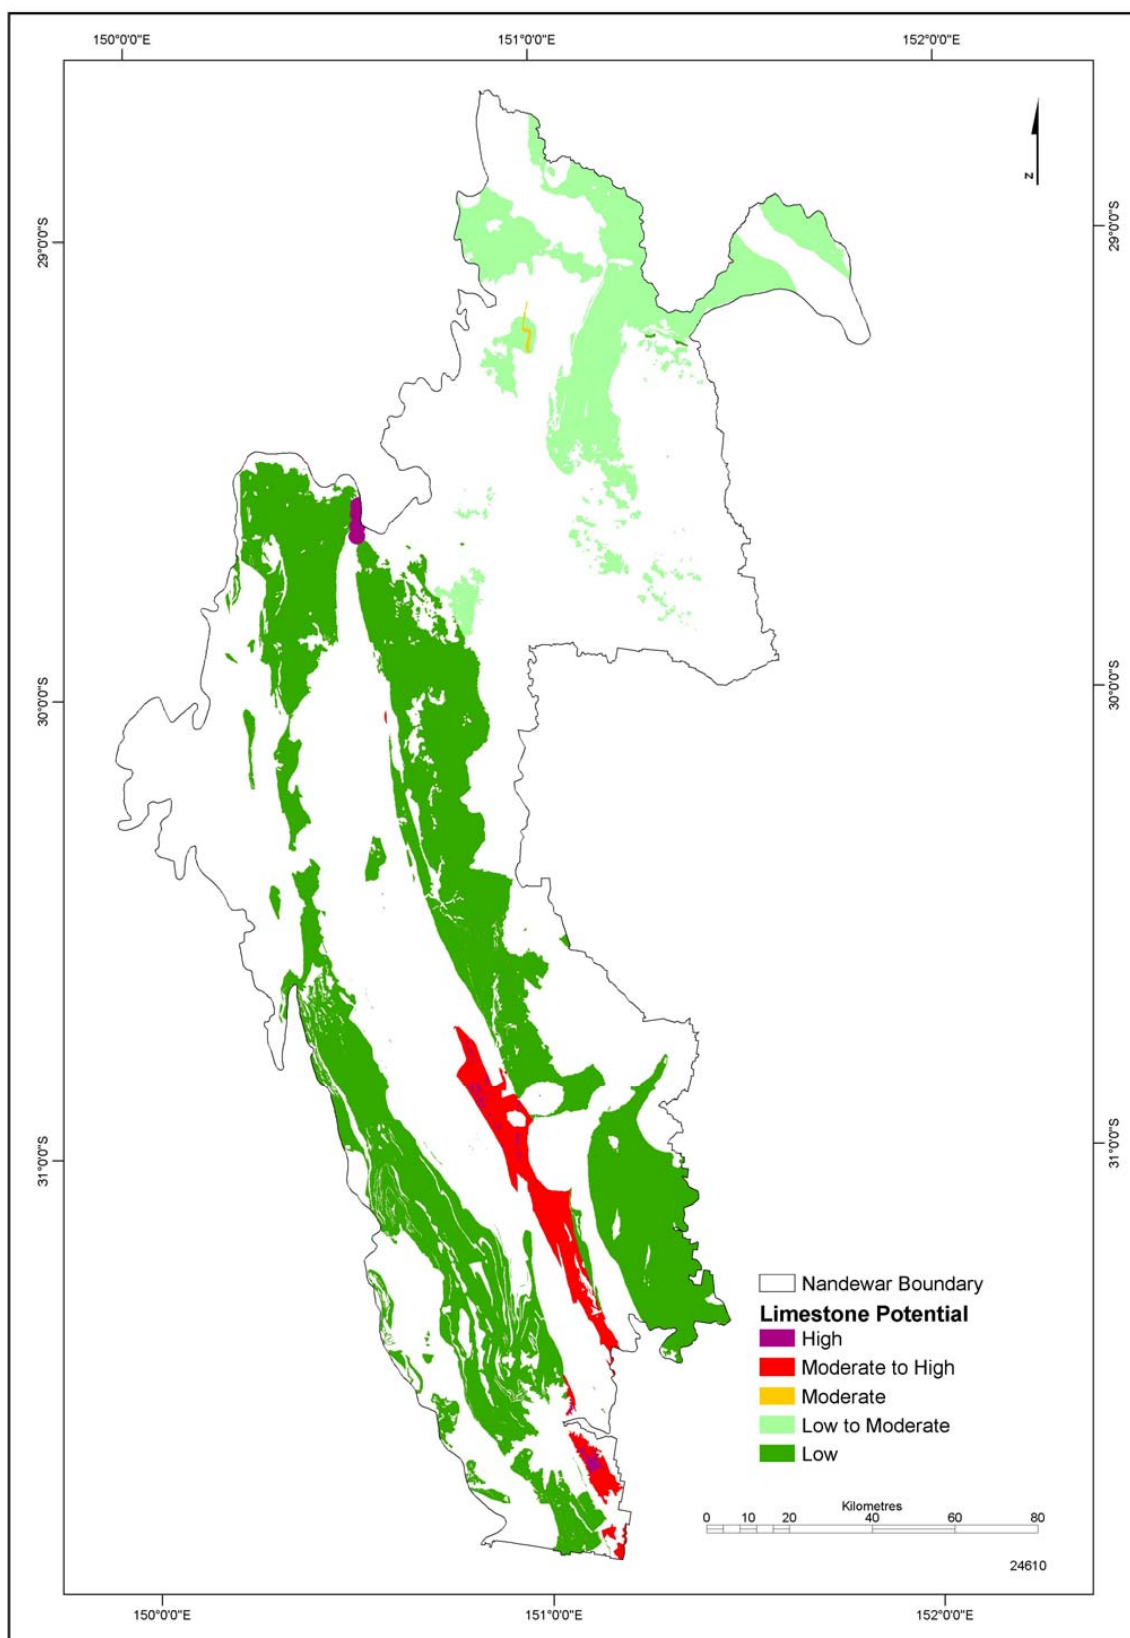 150°0'0"E 151°0'0"E 152°0'0"E
N
29°0'0"S 29°0'0"S
30°0'0"S 30°0'0"S
31°0'0"S 31°0'0"S
Nandewar Boundary
Limestone Potential
High
Moderate to High
Moderate
Low to Moderate
Low
Kilometres
0 10 20 40 60 80
24610
150°0'0"E 151°0'0"E 152°0'0"E